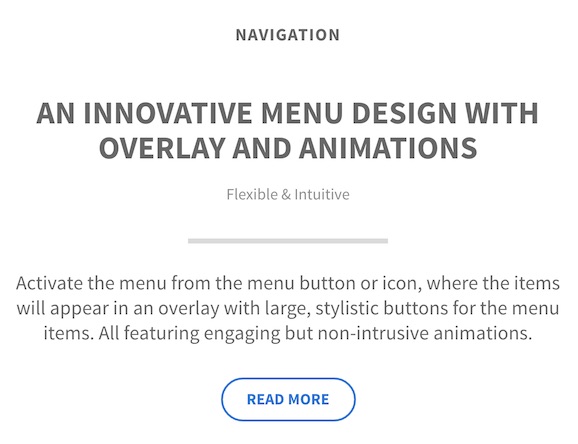 NAVIGATION
AN INNOVATIVE MENU DESIGN WITH
OVERLAY AND ANIMATIONS
Flexible & Intuitive
Activate the menu from the menu button or icon, where the items
will appear in an overlay with large, stylistic buttons for the menu
items. All featuring engaging but non-intrusive animations.
READ MORE